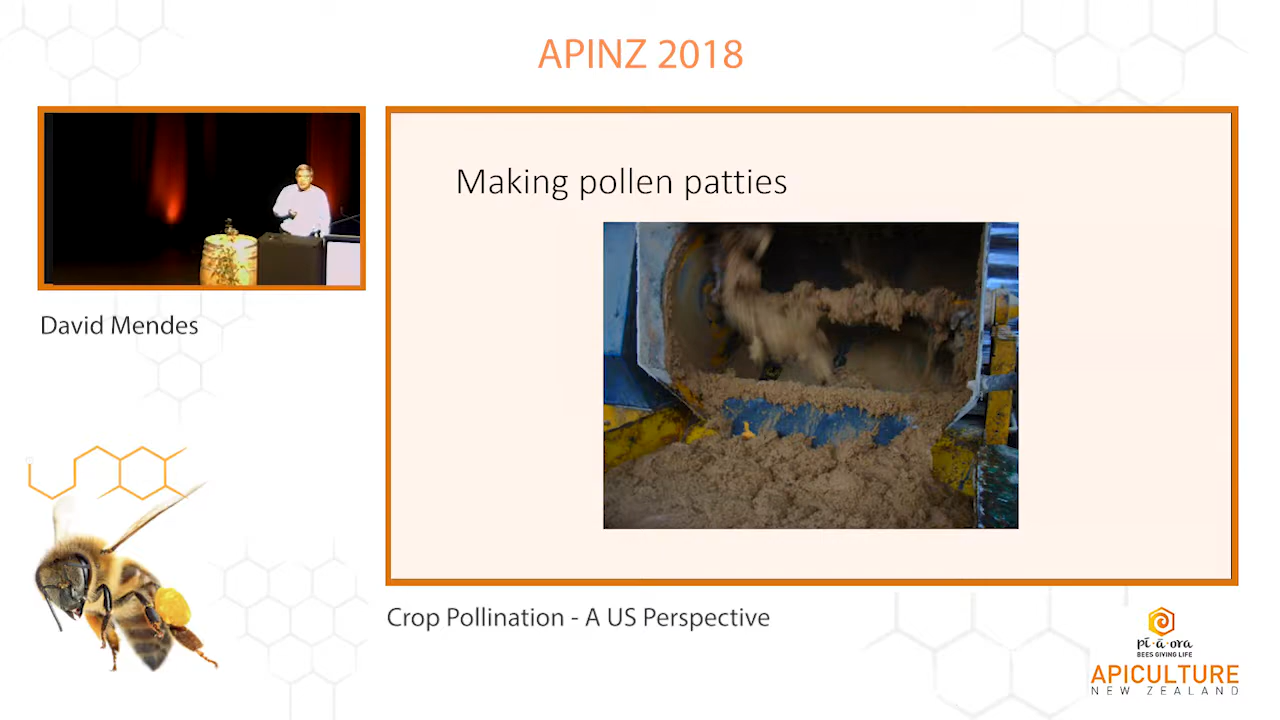 APINZ 2018
Making pollen patties
David Mendes
Crop Pollination - A US Perspective
pī-ā-ora
BEES GIVING LIFE
APICULTURE
NEW ZEALAND